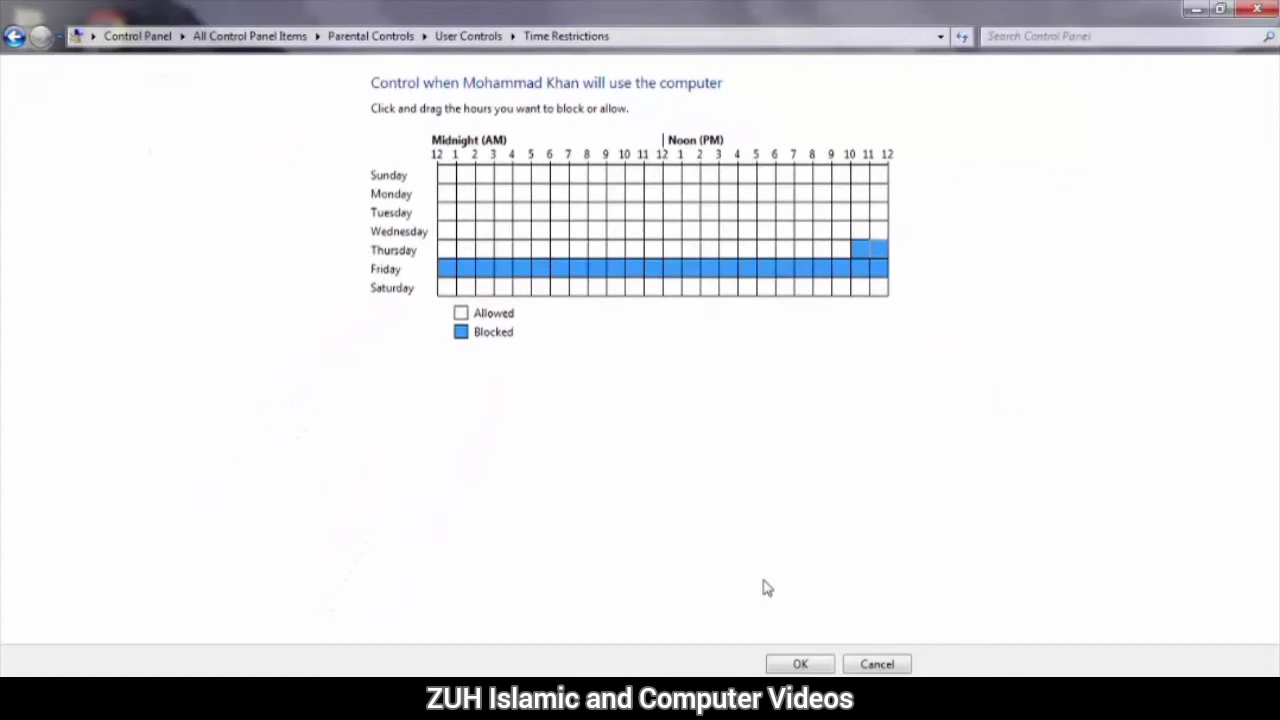 Control Panel All Control Panel Items Parental Controls User Controls Time Restrictions Search Control Panel
Control when Mohammad Khan will use the computer
Click and drag the hours you want to block or allow.
Midnight (AM) Noon (PM)
12 1 2 3 4 5 6 7 8 9 10 11 12 1 2 3 4 5 6 7 8 9 10 11 12
Sunday
Monday
Tuesday
Wednesday
Thursday
Friday
Saturday
Allowed
Blocked
OK Cancel
ZUH Islamic and Computer Videos